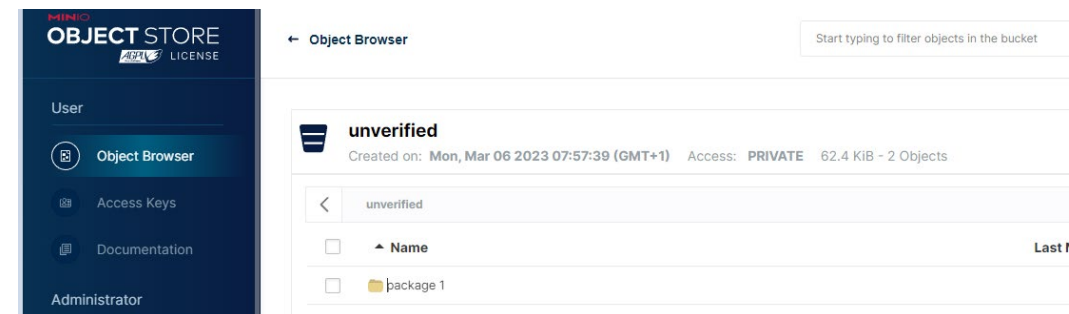 MINIO
OBJECT STORE
AGPLV3 LICENSE
← Object Browser
Start typing to filter objects in the bucket
User
Object Browser
Access Keys
Documentation
Administrator
unverified
Created on: Mon, Mar 06 2023 07:57:39 (GMT+1) Access: PRIVATE 62.4 KiB - 2 Objects
unverified
Name
Last
package 1